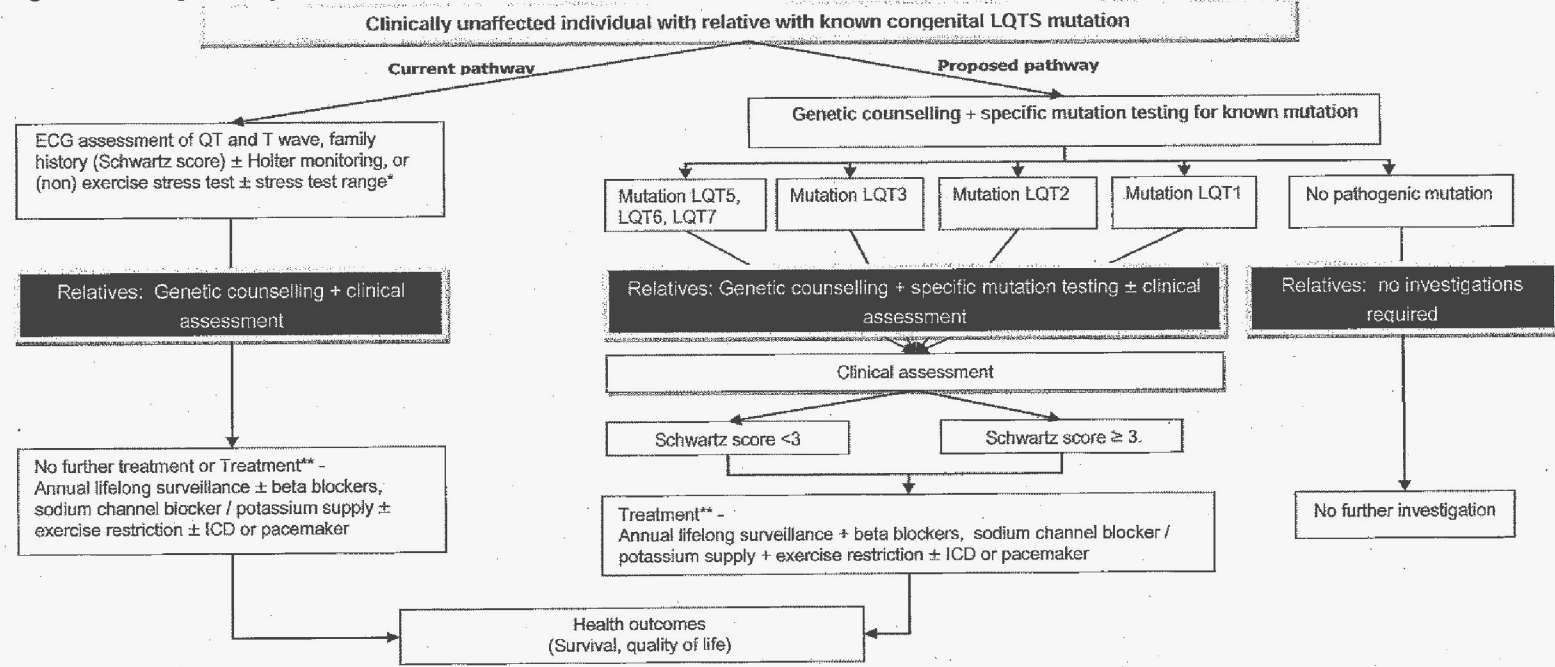 Clinically unaffected individual with relative with known congenital LQTS mutation
Current pathway
Proposed pathway
Genetic counselling + specific mutation testing for known mutation
ECG assessment of QT and T wave, family
history (Schwartz score) ± Holter monitoring, or
(non) exercise stress test ± stress test range*
Mutation LQT5,
LQT6, LQT7
Mutation LQT3
Mutation LQT2
Mutation LQT1
No pathogenic mutation
Relatives: Genetic counselling + clinical
assessment
Relatives: Genetic counselling + specific mutation testing ± clinical
assessment
Relatives: no investigations
required
Clinical assessment
Schwartz score <3
Schwartz score ≥ 3.
No further treatment or Treatment** -
Annual lifelong surveillance ± beta blockers,
sodium channel blocker / potassium supply ±
exercise restriction ± ICD or pacemaker
Treatment** -
Annual lifelong surveillance + beta blockers, sodium channel blocker /
potassium supply + exercise restriction ± ICD or pacemaker
No further investigation
Health outcomes
(Survival, quality of life)